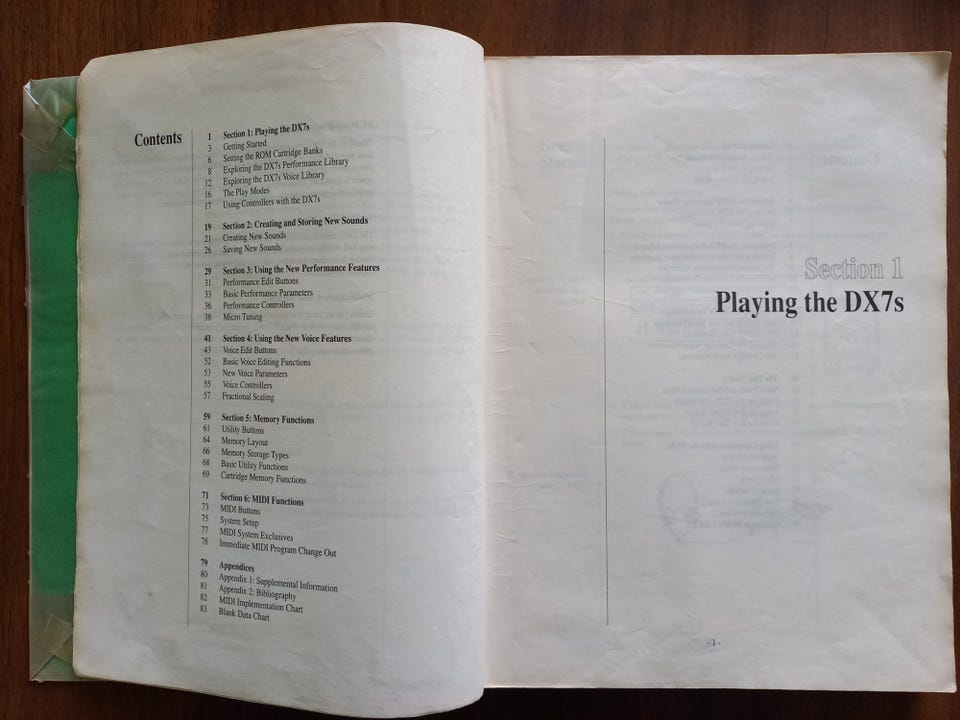 Contents
1 Section 1: Playing the DX7s
3 Getting Started
6 Setting the ROM Cartridge Banks
8 Exploring the DX7s Performance Library
12 Exploring the DX7s Voice Library
16 The Play Modes
17 Using Controllers with the DX7s
19 Section 2: Creating and Storing New Sounds
21 Creating New Sounds
26 Saving New Sounds
29 Section 3: Using the New Performance Features
31 Performance Edit Buttons
33 Basic Performance Parameters
36 Performance Controllers
38 Micro Tuning
41 Section 4: Using the New Voice Features
43 Voice Edit Buttons
52 Basic Voice Editing Functions
53 New Voice Parameters
55 Voice Controllers
57 Fractional Scaling
59 Section 5: Memory Functions
61 Utility Buttons
64 Memory Layout
66 Memory Storage Types
68 Basic Utility Functions
69 Cartridge Memory Functions
71 Section 6: MIDI Functions
73 MIDI Buttons
75 System Setup
77 MIDI System Exclusives
78 Immediate MIDI Program Change Out
79 Appendices
80 Appendix 1: Supplemental Information
81 Appendix 2: Bibliography
82 MIDI Implementation Chart
83 Blank Data Chart
Section 1
Playing the DX7s
-1-